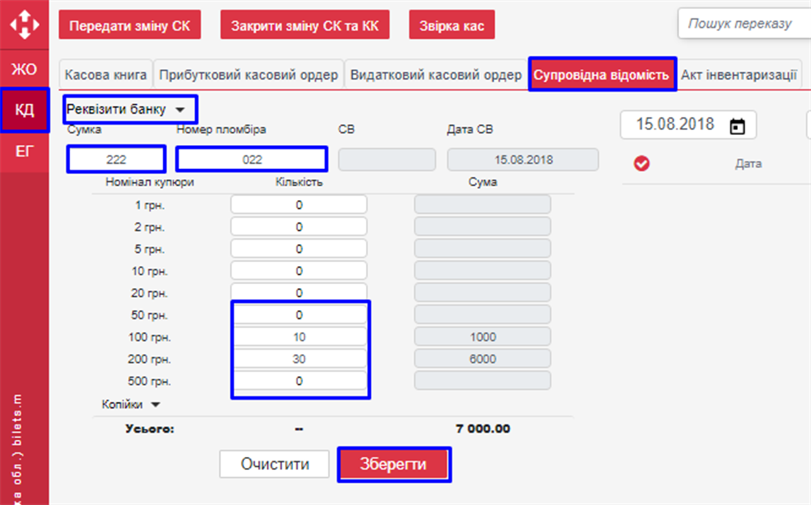 Передати зміну СК
Закрити зміну СК та КК
Звірка кас
Пошук переказу
ЖО
КД
ЕГ
Касова книга
Прибутковий касовий ордер
Видатковий касовий ордер
Супровідна відомість
Акт інвентаризації
Реквізити банку
15.08.2018
Сумка Номер пломбіра СВ Дата СВ
222 022 15.08.2018
Дата
Номінал купюри Кількість Сума
1 грн. 0
2 грн. 0
5 грн. 0
10 грн. 0
20 грн. 0
50 грн. 0
100 грн. 10 1000
200 грн. 30 6000
500 грн. 0
Копійки
Усього: -- 7 000.00
Очистити Зберегти
ка обл.) bilets.m